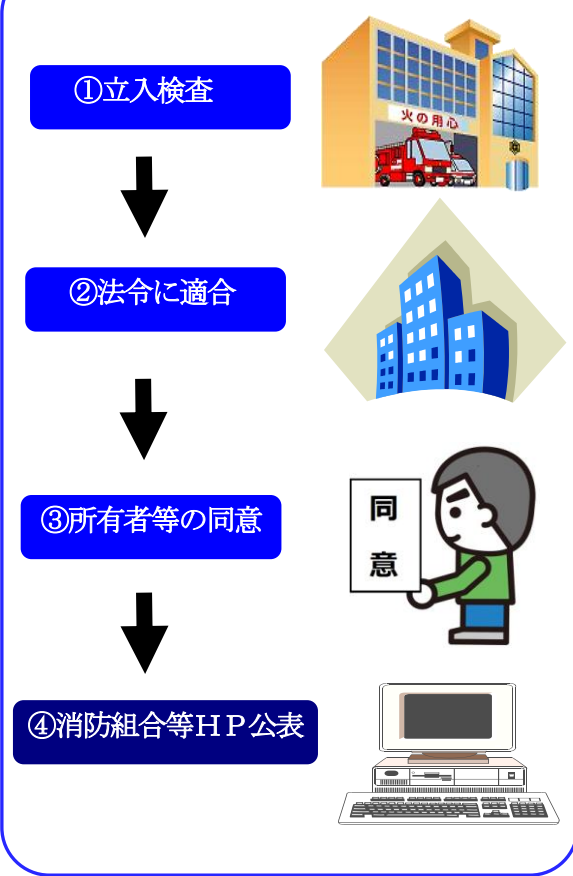 ①立入検査
火の用心
②法令に適合
③所有者等の同意
同
意
④消防組合等ＨＰ公表